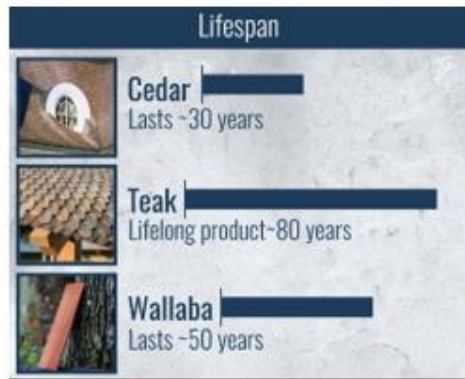 Lifespan
Cedar
Lasts ~30 years
Teak
Lifelong product~80 years
Wallaba
Lasts ~50 years